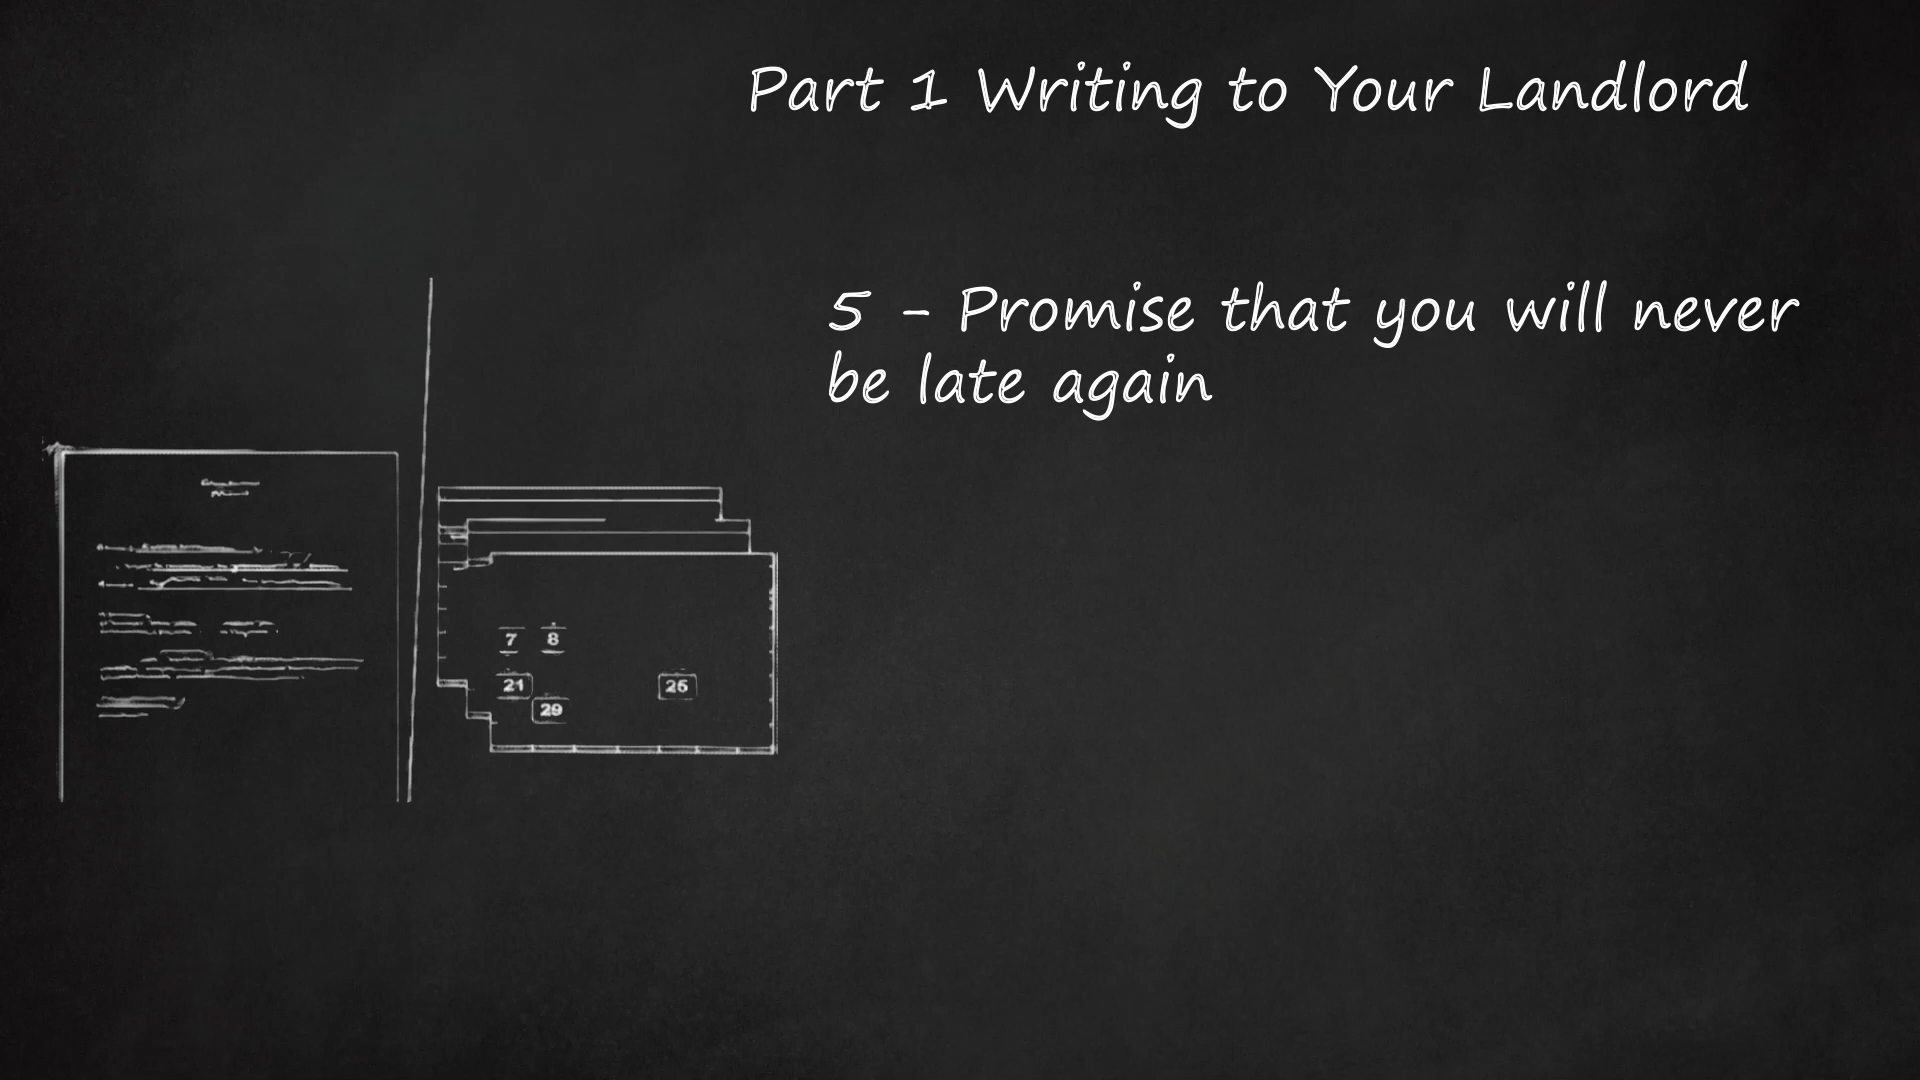 Part 1 Writing to Your Landlord
5 - Promise that you will never
be late again
7 8
21 25
29